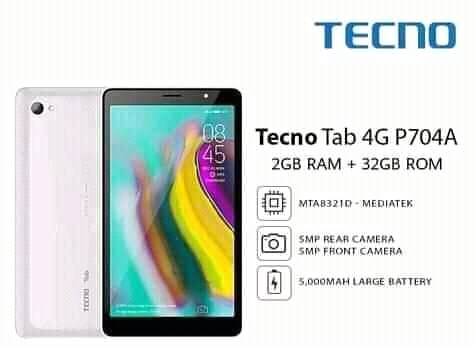 TECNO
Tecno Tab 4G P704A
2GB RAM + 32GB ROM
MTA8321D - MEDIATEK
5MP REAR CAMERA
5MP FRONT CAMERA
5,000MAH LARGE BATTERY
08
45
TECNO Tab